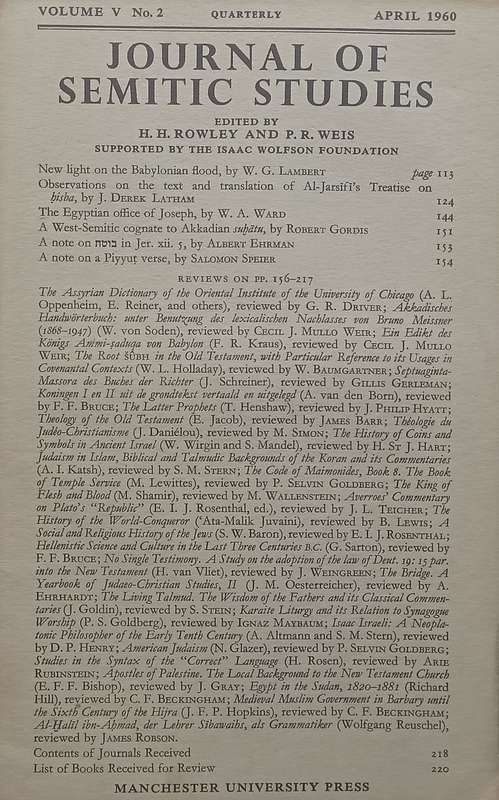 VOLUME V No. 2 QUARTERLY APRIL 1960
JOURNAL OF
SEMITIC STUDIES
EDITED BY
H. H. ROWLEY AND P. R. WEIS
SUPPORTED BY THE ISAAC WOLFSON FOUNDATION
New light on the Babylonian flood, by W. G. LAMBERT page 113
Observations on the text and translation of Al-Jarsīfī's Treatise on
ḥisba, by J. DEREK LATHAM 124
The Egyptian office of Joseph, by W. A. WARD 144
A West-Semitic cognate to Akkadian suḫātu, by ROBERT GORDIS 151
A note on בוטח in Jer. xii. 5, by ALBERT EHRMAN 153
A note on a Piyyuṭ verse, by SALOMON SPEIER 154
REVIEWS ON PP. 156–217
The Assyrian Dictionary of the Oriental Institute of the University of Chicago (A. L.
Oppenheim, E. Reiner, and others), reviewed by G. R. DRIVER; Akkadisches
Handwörterbuch: unter Benutzung des lexicalischen Nachlasses von Bruno Meissner
(1868–1947) (W. von Soden), reviewed by CECIL J. MULLO WEIR; Ein Edikt des
Königs Ammi-ṣaduqa von Babylon (F. R. Kraus), reviewed by CECIL J. MULLO
WEIR; The Root ŠÛBH in the Old Testament, with Particular Reference to its Usages in
Covenantal Contexts (W. L. Holladay), reviewed by W. BAUMGARTNER; Septuaginta-
Massora des Buches der Richter (J. Schreiner), reviewed by GILLIS GERLEMAN;
Koningen I en II uit de grondtekst vertaald en uitgelegd (A. van den Born), reviewed
by F. F. BRUCE; The Latter Prophets (T. Henshaw), reviewed by J. PHILIP HYATT;
Theology of the Old Testament (E. Jacob), reviewed by JAMES BARR; Théologie du
Judéo-Christianisme (J. Daniélou), reviewed by M. SIMON; The History of Coins and
Symbols in Ancient Israel (W. Wirgin and S. Mandel), reviewed by H. ST J. HART;
Judaism in Islam, Biblical and Talmudic Backgrounds of the Koran and its Commentaries
(A. I. Katsh), reviewed by S. M. STERN; The Code of Maimonides, Book 8. The Book
of Temple Service (M. Lewittes), reviewed by P. SELVIN GOLDBERG; The King of
Flesh and Blood (M. Shamir), reviewed by M. WALLENSTEIN; Averroes' Commentary
on Plato's "Republic" (E. I. J. Rosenthal, ed.), reviewed by J. L. TEICHER; The
History of the World-Conqueror ('Ata-Malik Juvaini), reviewed by B. LEWIS; A
Social and Religious History of the Jews (S. W. Baron), reviewed by E. I. J. ROSENTHAL;
Hellenistic Science and Culture in the Last Three Centuries B.C. (G. Sarton), reviewed by
F. F. BRUCE; No Single Testimony. A Study on the adoption of the law of Deut. 19: 15 par.
into the New Testament (H. van Vliet), reviewed by J. WEINGREEN; The Bridge. A
Yearbook of Judaeo-Christian Studies, II (J. M. Oesterreicher), reviewed by A.
EHRHARDT; The Living Talmud. The Wisdom of the Fathers and its Classical Commen-
taries (J. Goldin), reviewed by S. STEIN; Karaite Liturgy and its Relation to Synagogue
Worship (P. S. Goldberg), reviewed by IGNAZ MAYBAUM; Isaac Israeli: A Neopla-
tonic Philosopher of the Early Tenth Century (A. Altmann and S. M. Stern), reviewed
by D. P. HENRY; American Judaism (N. Glazer), reviewed by P. SELVIN GOLDBERG;
Studies in the Syntax of the "Correct" Language (H. Rosen), reviewed by ARIE
RUBINSTEIN; Apostles of Palestine. The Local Background to the New Testament Church
(E. F. F. Bishop), reviewed by J. GRAY; Egypt in the Sudan, 1820–1881 (Richard
Hill), reviewed by C. F. BECKINGHAM; Medieval Muslim Government in Barbary until
the Sixth Century of the Hijra (J. F. P. Hopkins), reviewed by C. F. BECKINGHAM;
Al-Ḫalīl ibn-Aḥmad, der Lehrer Sībawaihs, als Grammatiker (Wolfgang Reuschel),
reviewed by JAMES ROBSON.
Contents of Journals Received 218
List of Books Received for Review 220
MANCHESTER UNIVERSITY PRESS